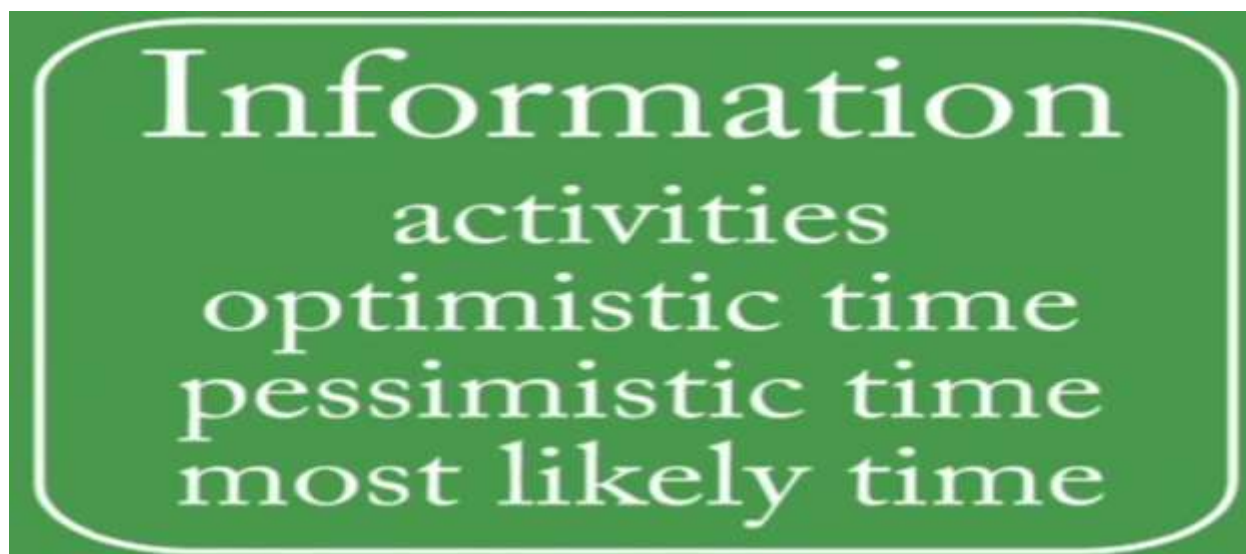 Information
activities
optimistic time
pessimistic time
most likely time